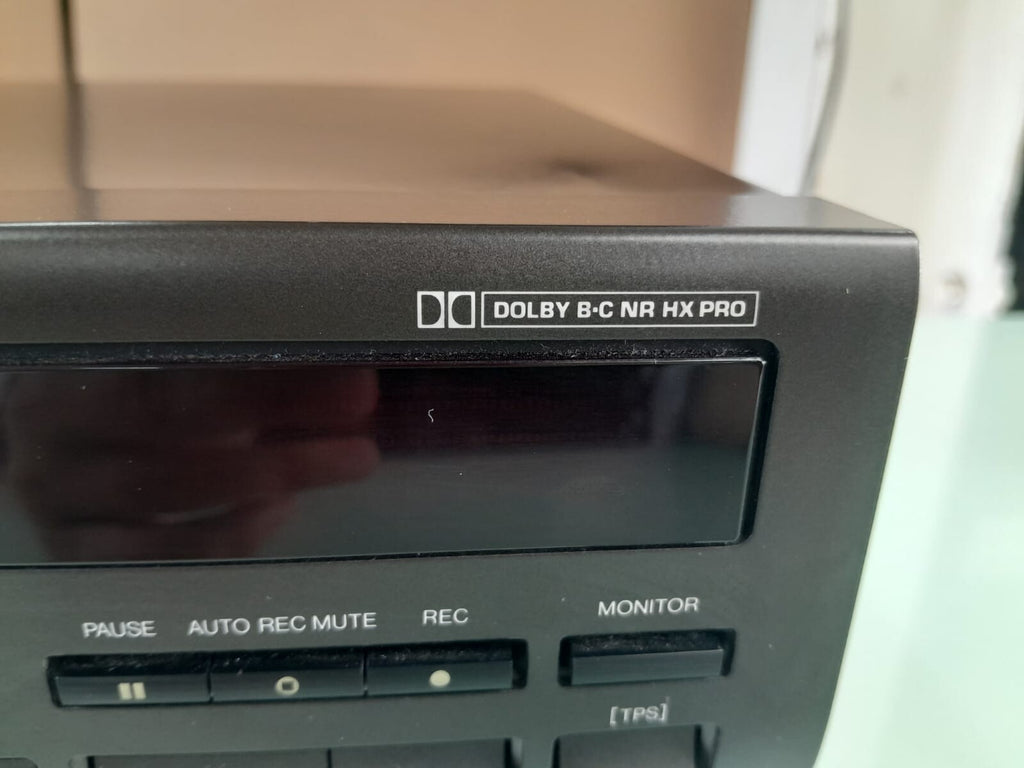 DOLBY B·C NR HX PRO
PAUSE AUTO REC MUTE REC MONITOR
[TPS]